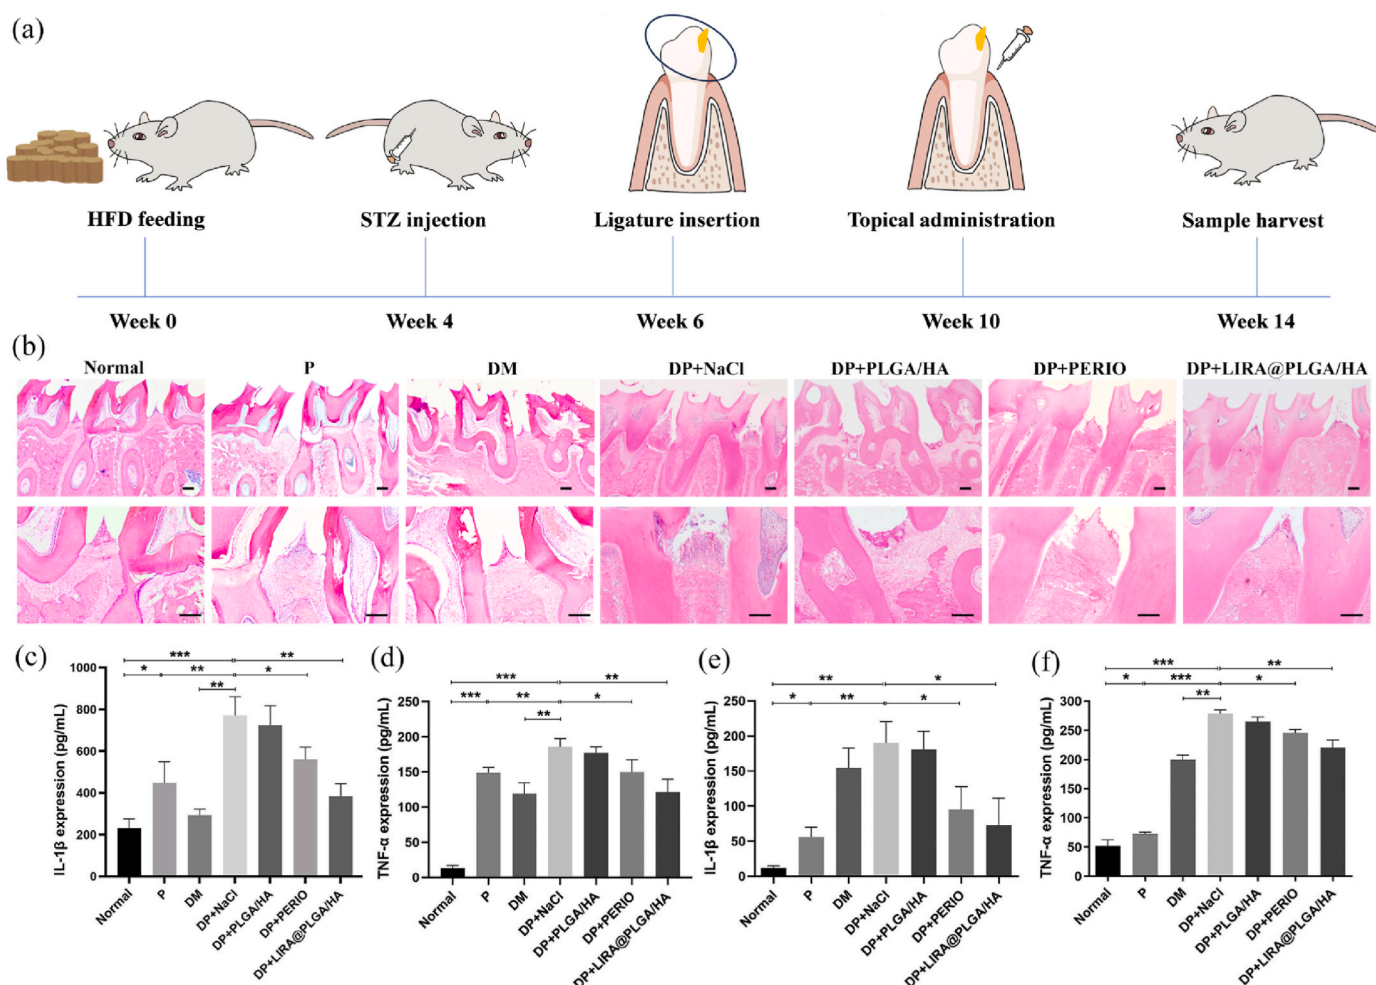 (a)
HFD feeding STZ injection Ligature insertion Topical administration Sample harvest
Week 0 Week 4 Week 6 Week 10 Week 14
(b)
Normal P DM DP+NaCl DP+PLGA/HA DP+PERIO DP+LIRA@PLGA/HA
(c)
*** **
* ** *
**
IL-1β expression (pg/mL)
1000
800
600
400
200
0
Normal P DM DP+NaCl DP+PLGA/HA DP+PERIO DP+LIRA@PLGA/HA
(d)
*** **
*** ** *
**
TNF-α expression (pg/mL)
250
200
150
100
50
0
Normal P DM DP+NaCl DP+PLGA/HA DP+PERIO DP+LIRA@PLGA/HA
(e)
** *
* ** *
IL-1β expression (pg/mL)
250
200
150
100
50
0
Normal P DM DP+NaCl DP+PLGA/HA DP+PERIO DP+LIRA@PLGA/HA
(f)
*** **
* *** *
**
TNF-α expression (pg/mL)
300
250
200
150
100
50
0
Normal P DM DP+NaCl DP+PLGA/HA DP+PERIO DP+LIRA@PLGA/HA